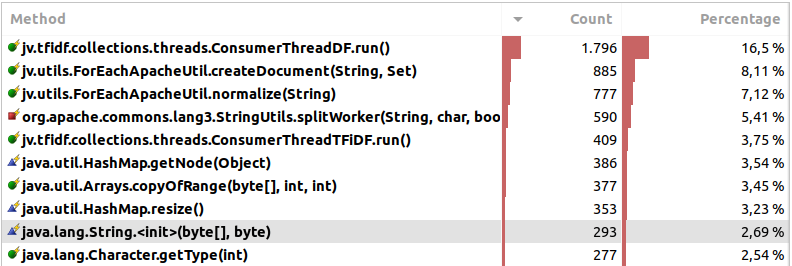 Method Count Percentage
jv.tfidf.collections.threads.ConsumerThreadDF.run() 1.796 16,5 %
jv.utils.ForEachApacheUtil.createDocument(String, Set) 885 8,11 %
jv.utils.ForEachApacheUtil.normalize(String) 777 7,12 %
org.apache.commons.lang3.StringUtils.splitWorker(String, char, boo 590 5,41 %
jv.tfidf.collections.threads.ConsumerThreadTFiDF.run() 409 3,75 %
java.util.HashMap.getNode(Object) 386 3,54 %
java.util.Arrays.copyOfRange(byte[], int, int) 377 3,45 %
java.util.HashMap.resize() 353 3,23 %
java.lang.String.<init>(byte[], byte) 293 2,69 %
java.lang.Character.getType(int) 277 2,54 %